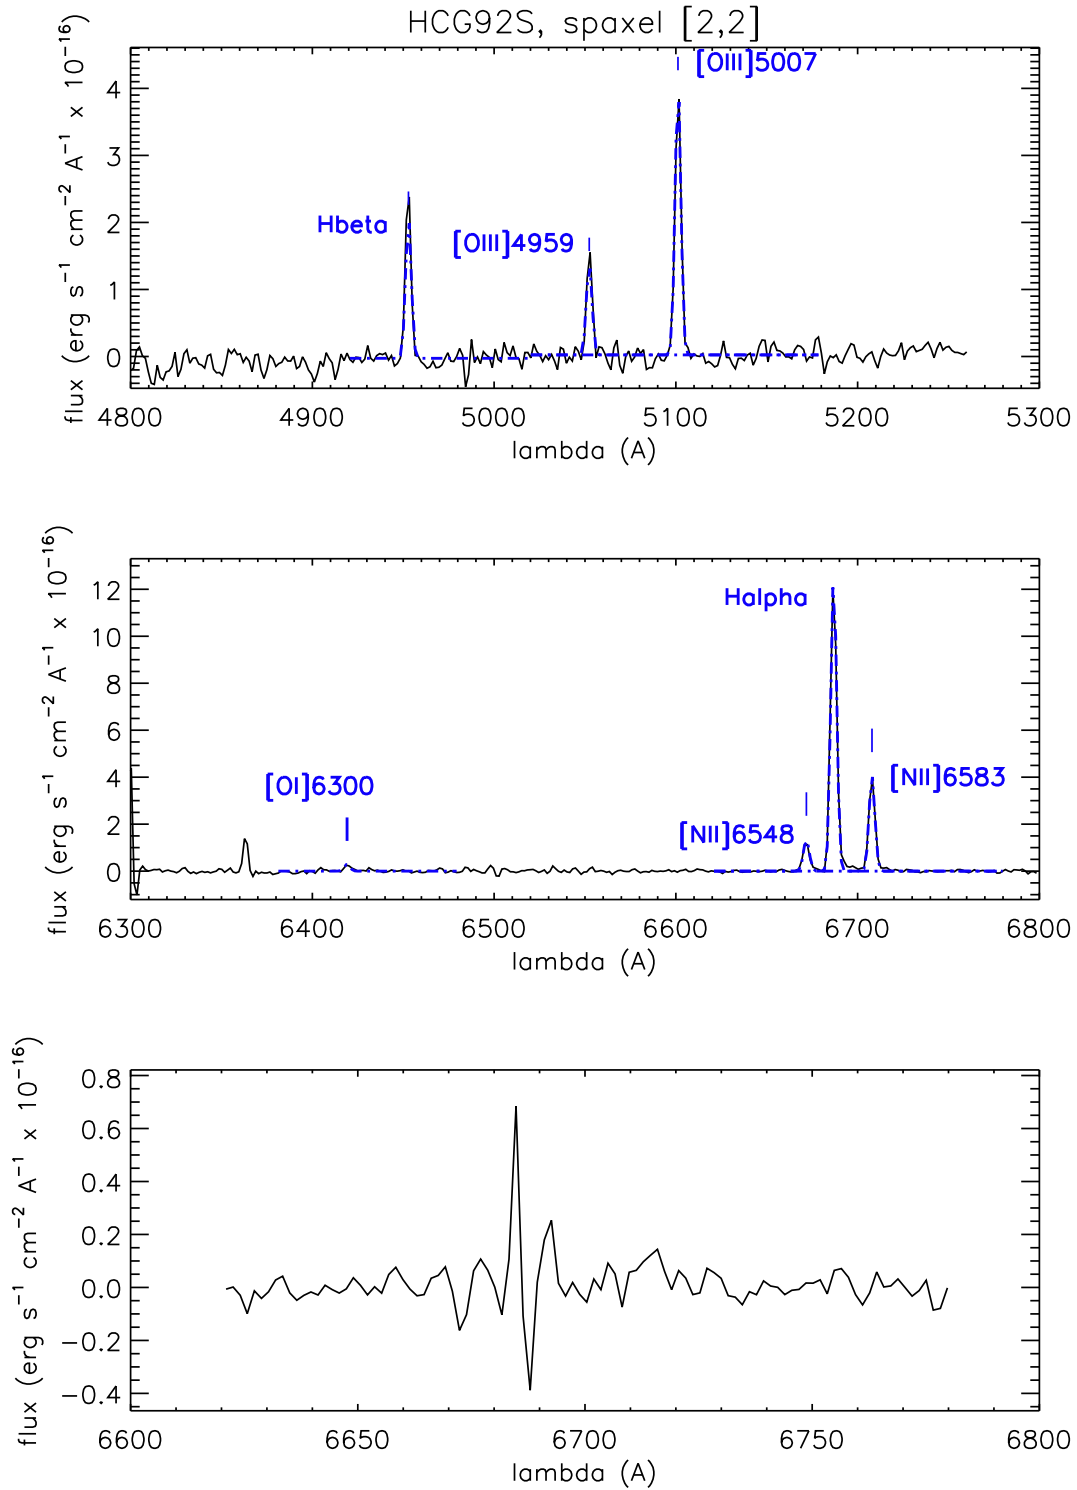 HCG92S, spaxel [2,2]
flux (erg s−1 cm−2 A−1 x 10−16)
4
3
2
1
0
[OIII]5007
Hbeta
[OIII]4959
4800 4900 5000 5100 5200 5300
lambda (A)
flux (erg s−1 cm−2 A−1 x 10−16)
12
10
8
6
4
2
0
Halpha
[OI]6300
[NII]6583
[NII]6548
6300 6400 6500 6600 6700 6800
lambda (A)
flux (erg s−1 cm−2 A−1 x 10−16)
0.8
0.6
0.4
0.2
0.0
−0.2
−0.4
6600 6650 6700 6750 6800
lambda (A)